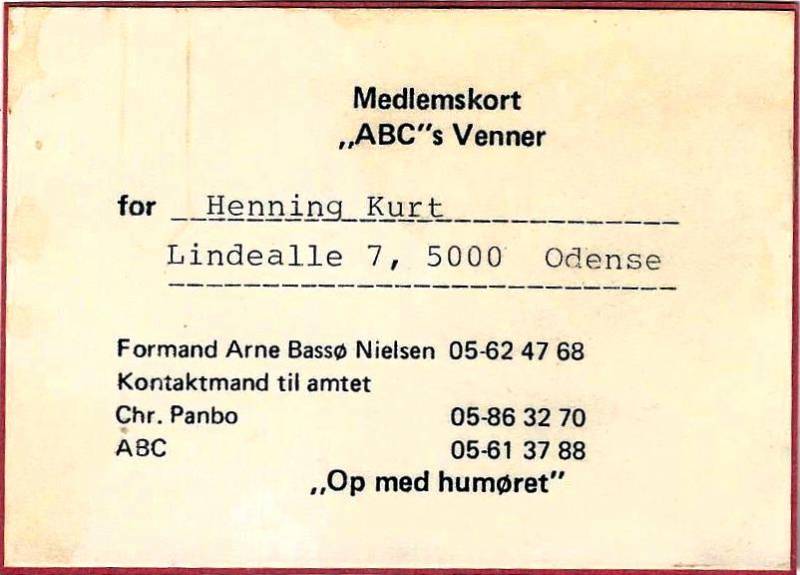 Medlemskort
„ABC”s Venner
for Henning Kurt
Lindealle 7, 5000 Odense
Formand Arne Bassø Nielsen 05-62 47 68
Kontaktmand til amtet
Chr. Panbo 05-86 32 70
ABC 05-61 37 88
„Op med humøret”